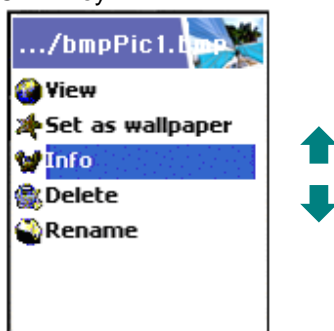 .../bmpPic1.bmp
View
Set as wallpaper
Info
Delete
Rename